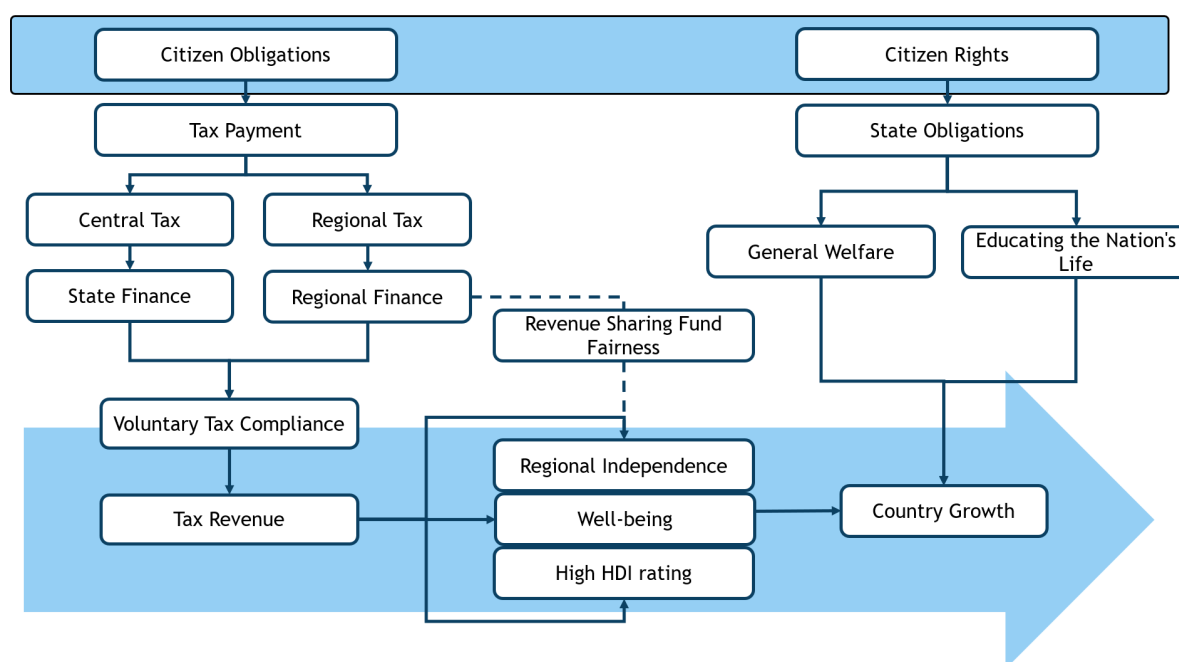 Citizen Obligations
Citizen Rights
Tax Payment
State Obligations
Central Tax
Regional Tax
General Welfare
Educating the Nation's
Life
State Finance
Regional Finance
Revenue Sharing Fund
Fairness
Voluntary Tax Compliance
Regional Independence
Tax Revenue
Well-being
Country Growth
High HDI rating